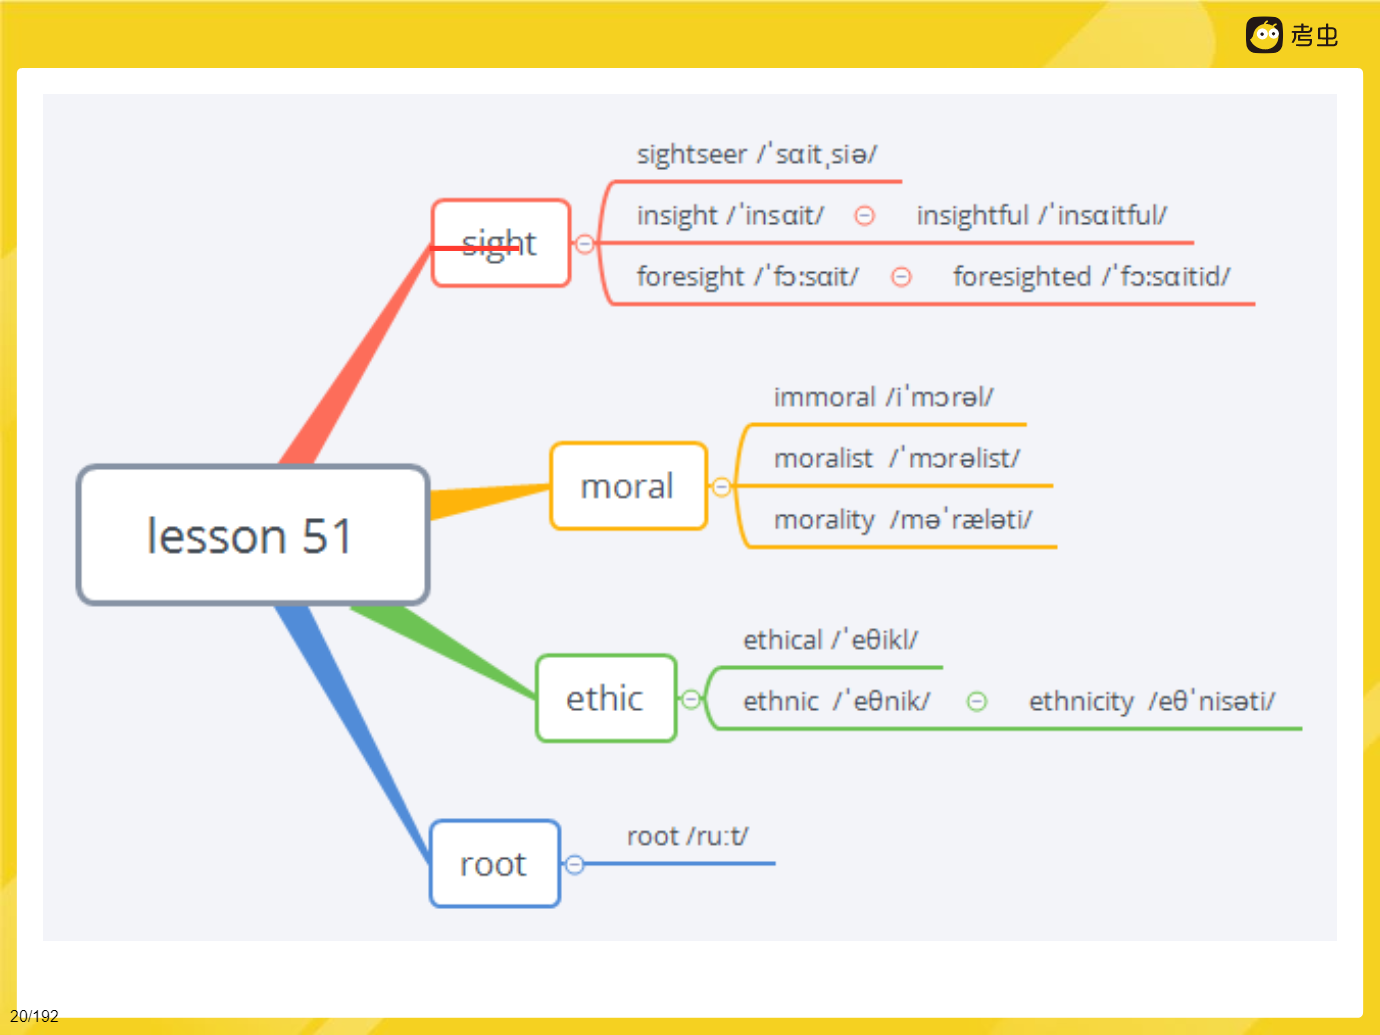 考虫
sightseer /ˈsɑitˌsiə/
insight /ˈinsɑit/ insightful /ˈinsɑitful/
sight
foresight /ˈfɔ:sɑit/ foresighted /ˈfɔ:sɑitid/
immoral /iˈmɔrəl/
moralist /ˈmɔrəlist/
moral
morality /məˈræləti/
lesson 51
ethical /ˈeθikl/
ethic
ethnic /ˈeθnik/ ethnicity /eθˈnisəti/
root /ru:t/
root
20/192